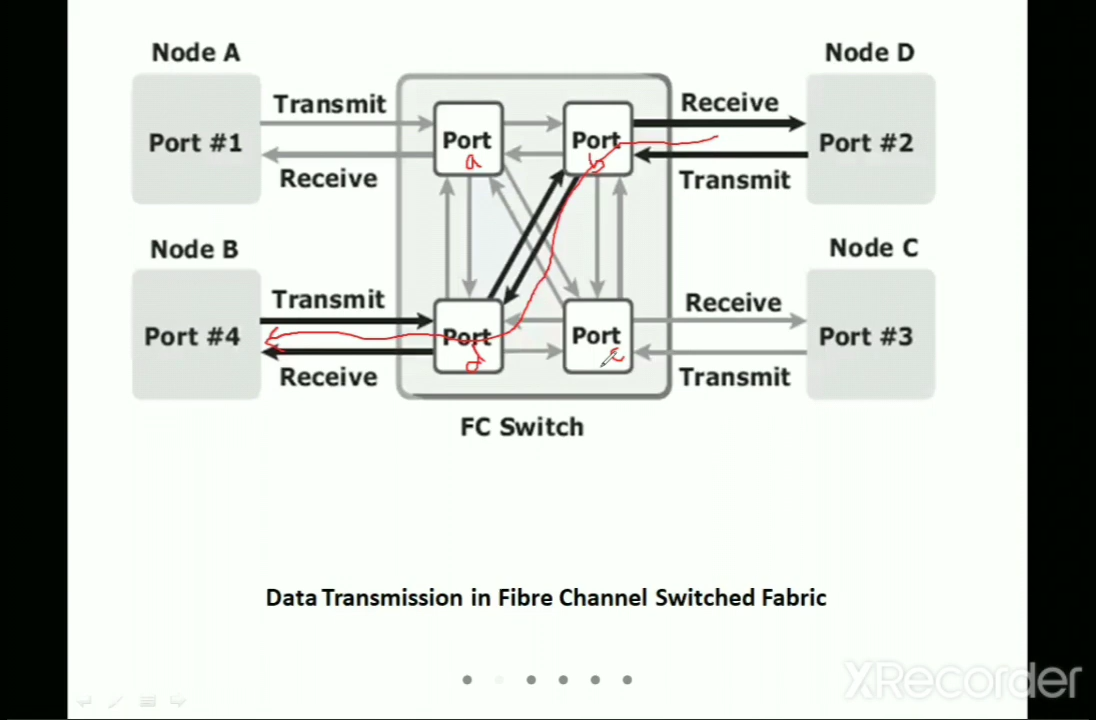 Node A
Node D
Transmit
Receive
Port #1
Port
Port
Port #2
a
b
Receive
Transmit
Node B
Node C
Transmit
Receive
Port #4
Port
Port
Port #3
d
c
Receive
Transmit
FC Switch
Data Transmission in Fibre Channel Switched Fabric
XRecorder